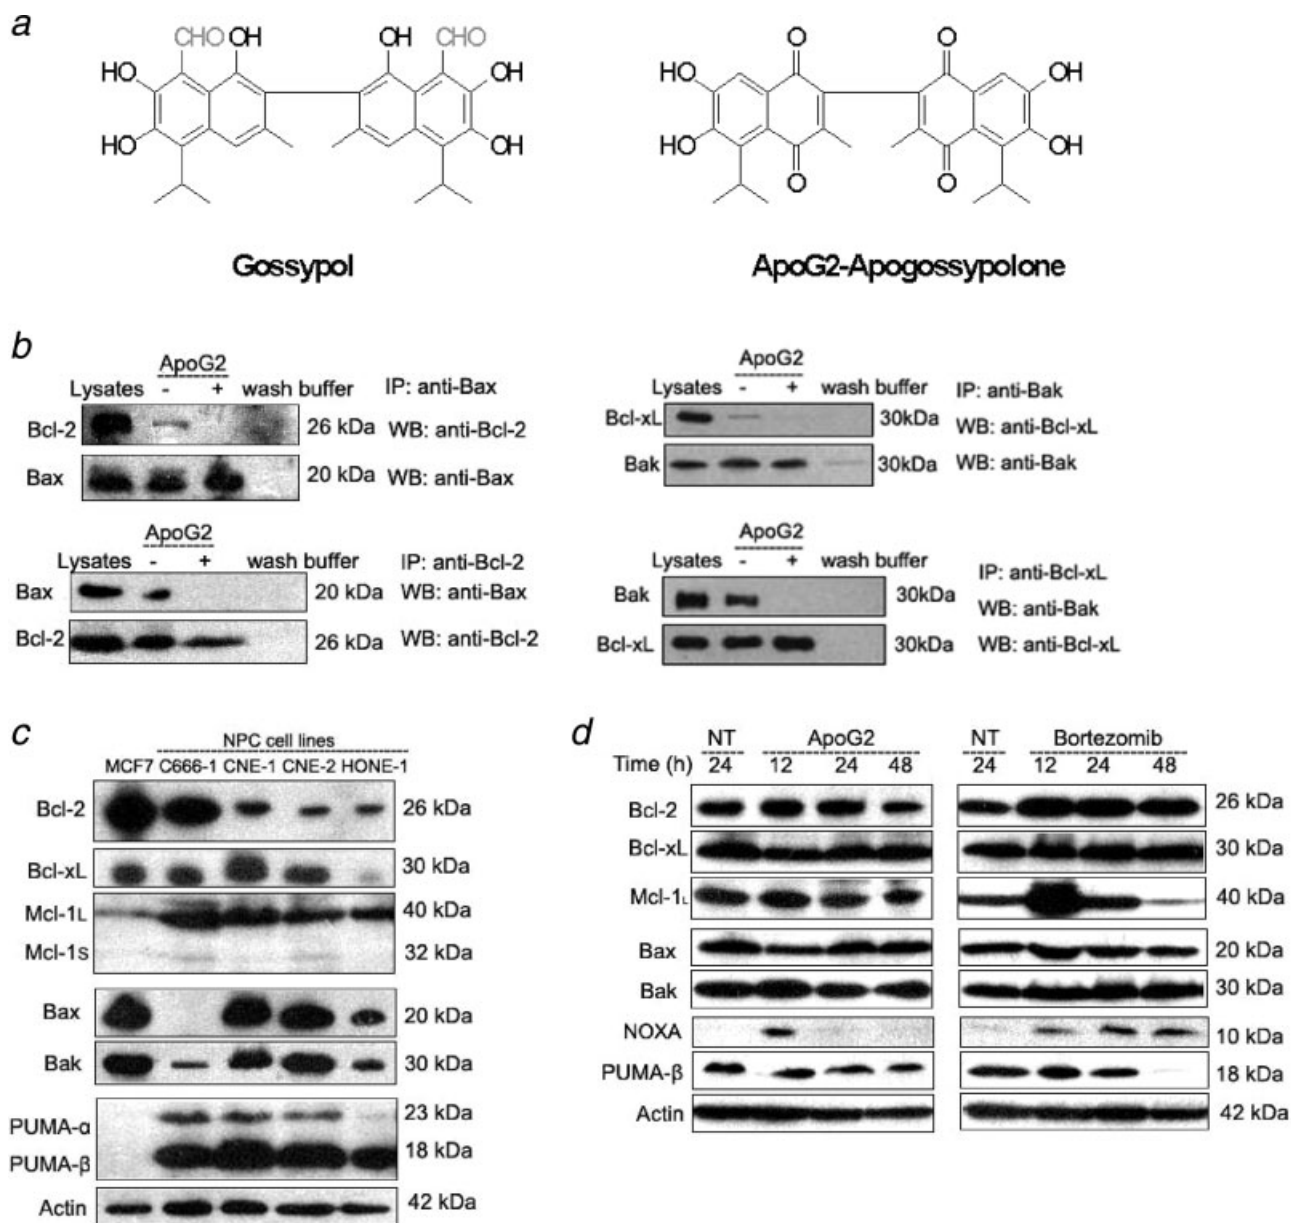 a
CHO OH OH CHO
HO OH
HO OH
Gossypol
O O
HO OH
HO OH
O O
ApoG2-Apogossypolone
b
ApoG2
Lysates - + wash buffer IP: anti-Bax
Bcl-2 26 kDa WB: anti-Bcl-2
Bax 20 kDa WB: anti-Bax
ApoG2
Lysates - + wash buffer IP: anti-Bcl-2
Bax 20 kDa WB: anti-Bax
Bcl-2 26 kDa WB: anti-Bcl-2
ApoG2
Lysates - + wash buffer IP: anti-Bak
Bcl-xL 30kDa WB: anti-Bcl-xL
Bak 30kDa WB: anti-Bak
ApoG2
Lysates - + wash buffer IP: anti-Bcl-xL
Bak 30kDa WB: anti-Bak
Bcl-xL 30kDa WB: anti-Bcl-xL
c
NPC cell lines
MCF7 C666-1 CNE-1 CNE-2 HONE-1
Bcl-2 26 kDa
Bcl-xL 30 kDa
Mcl-1L 40 kDa
Mcl-1s 32 kDa
Bax 20 kDa
Bak 30 kDa
PUMA-α 23 kDa
PUMA-β 18 kDa
Actin 42 kDa
d
NT ApoG2 NT Bortezomib
Time (h) 24 12 24 48 24 12 24 48
Bcl-2 26 kDa
Bcl-xL 30 kDa
Mcl-1L 40 kDa
Bax 20 kDa
Bak 30 kDa
NOXA 10 kDa
PUMA-β 18 kDa
Actin 42 kDa